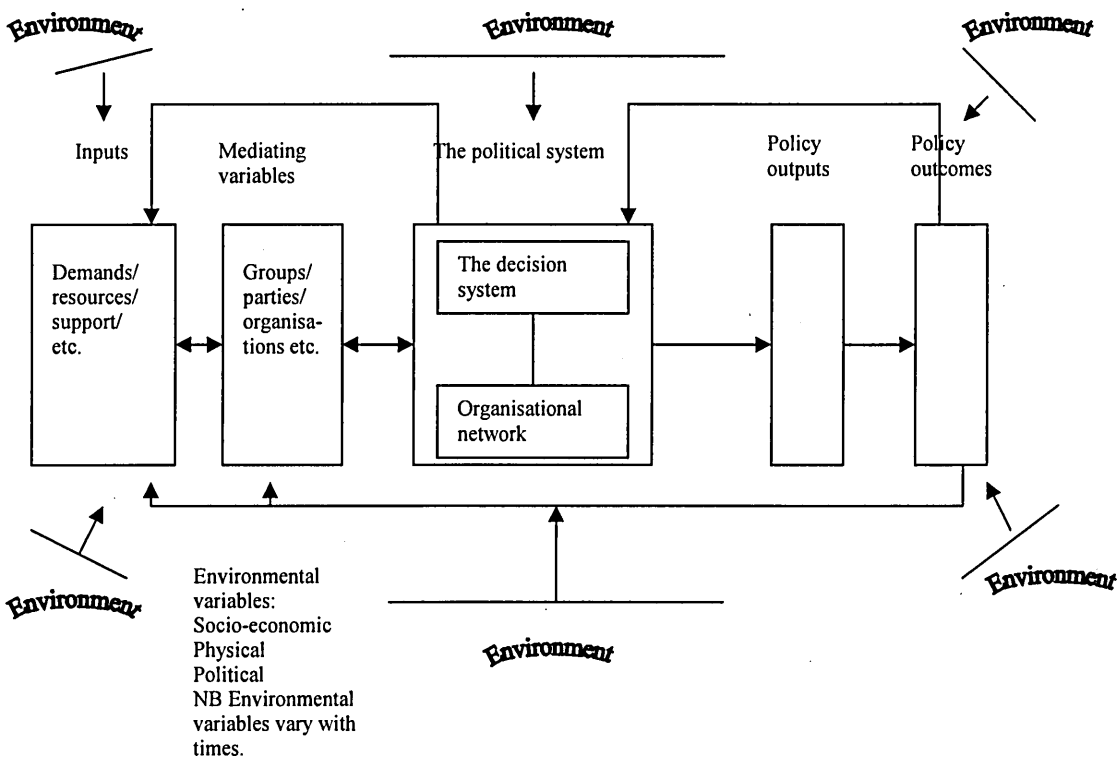 Environment
Environment
Environment
Inputs
Mediating
variables
The political system
Policy
outputs
Policy
outcomes
Demands/
resources/
support/
etc.
Groups/
parties/
organisa-
tions etc.
The decision
system
Organisational
network
Environment
Environmental
variables:
Socio-economic
Physical
Political
NB Environmental
variables vary with
times.
Environment
Environment